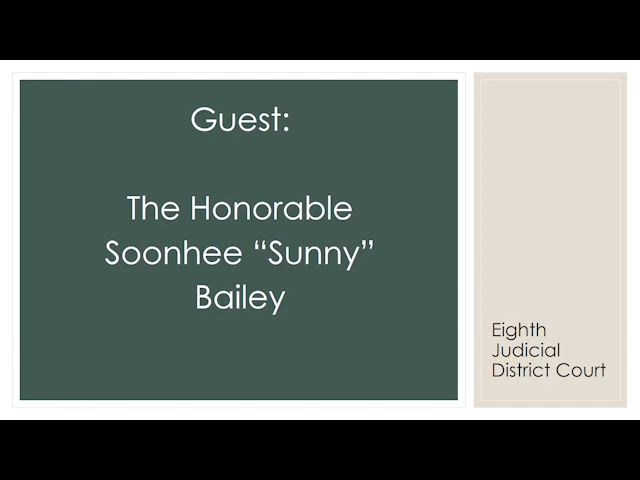 Guest:
The Honorable
Soonhee “Sunny”
Bailey
Eighth
Judicial
District Court